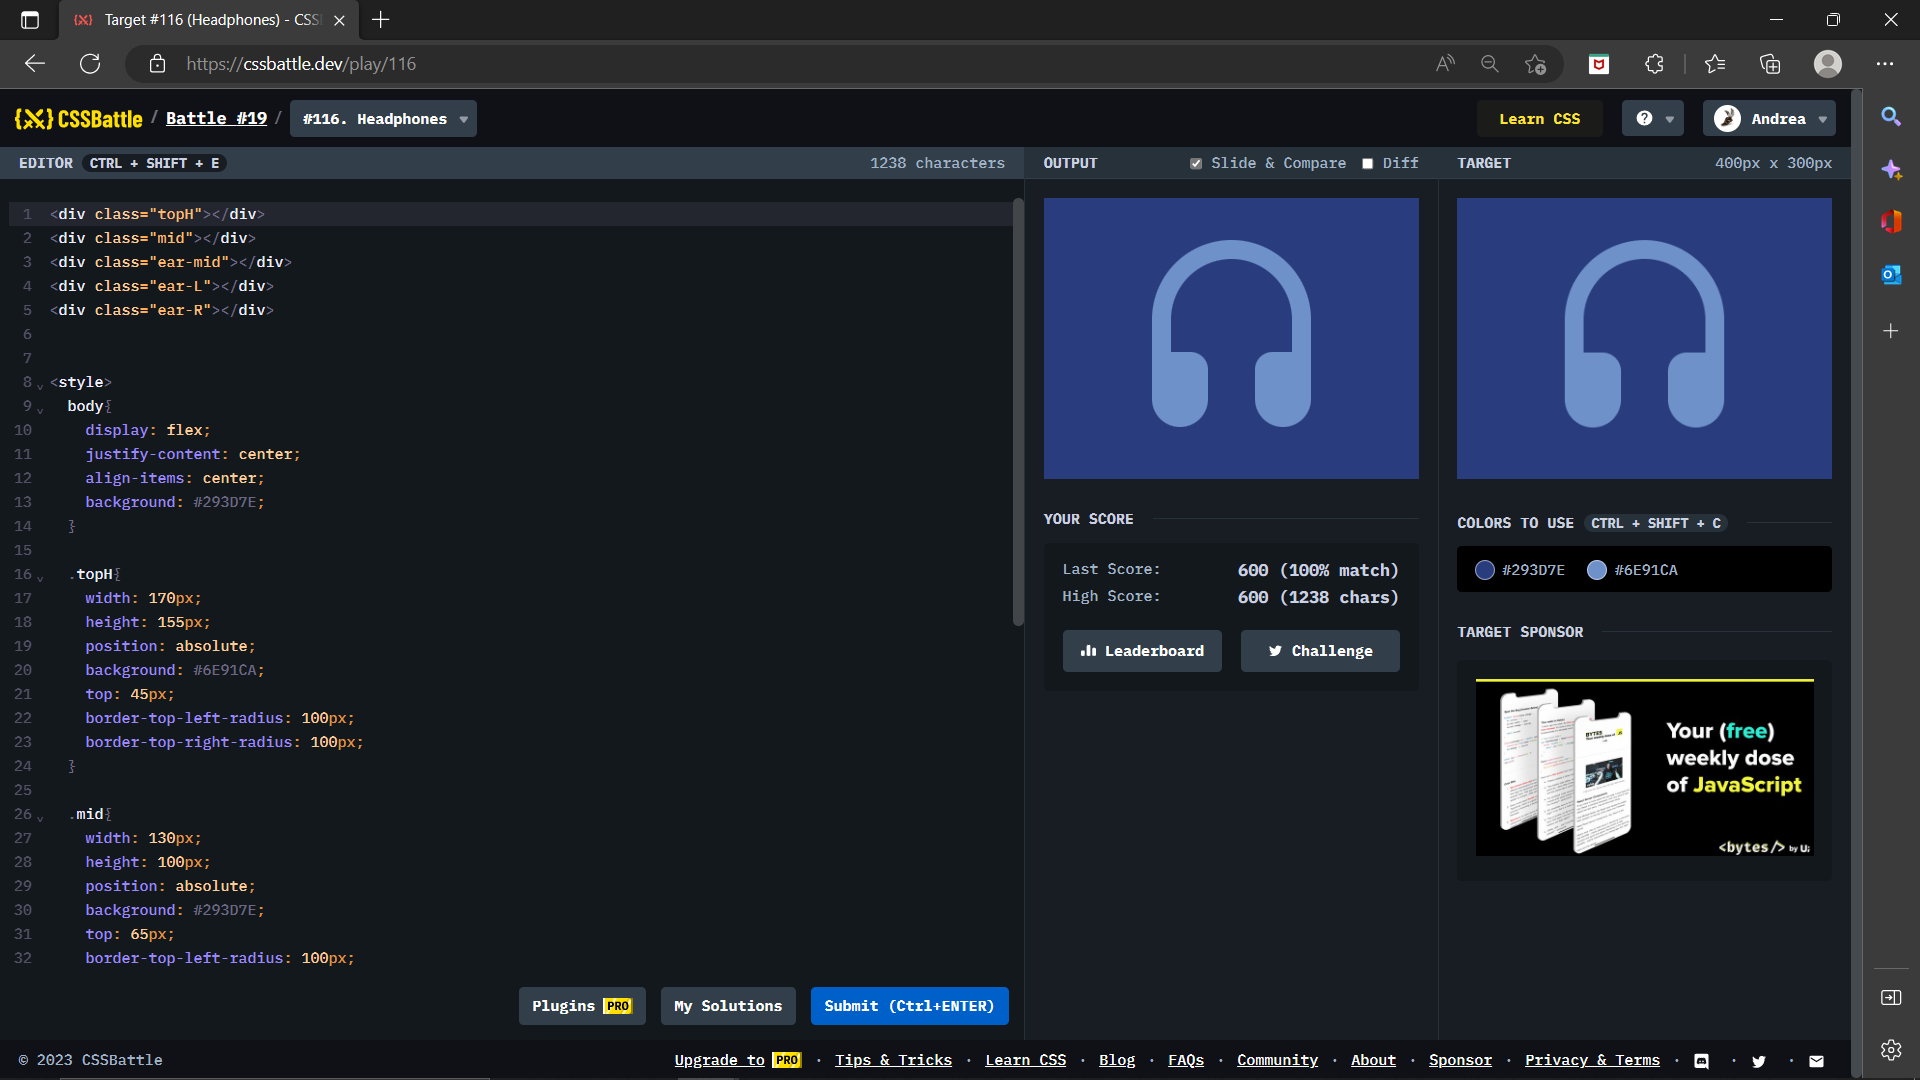 Target #116 (Headphones) - CSS
https://cssbattle.dev/play/116
CSSBattle / Battle #19 / #116. Headphones
Learn CSS
?
Andrea
EDITOR CTRL + SHIFT + E
1238 characters
OUTPUT
Slide & Compare
Diff
TARGET
400px x 300px
1 <div class="topH"></div>
2 <div class="mid"></div>
3 <div class="ear-mid"></div>
4 <div class="ear-L"></div>
5 <div class="ear-R"></div>
6
7
8 <style>
9 body{
10 display: flex;
11 justify-content: center;
12 align-items: center;
13 background: #293D7E;
14 }
15
16 .topH{
17 width: 170px;
18 height: 155px;
19 position: absolute;
20 background: #6E91CA;
21 top: 45px;
22 border-top-left-radius: 100px;
23 border-top-right-radius: 100px;
24 }
25
26 .mid{
27 width: 130px;
28 height: 100px;
29 position: absolute;
30 background: #293D7E;
31 top: 65px;
32 border-top-left-radius: 100px;
Plugins PRO
My Solutions
Submit (Ctrl+ENTER)
YOUR SCORE
Last Score: 600 (100% match)
High Score: 600 (1238 chars)
Leaderboard
Challenge
COLORS TO USE CTRL + SHIFT + C
#293D7E
#6E91CA
TARGET SPONSOR
Your (free)
weekly dose
of JavaScript
<bytes/> by U;
© 2023 CSSBattle
Upgrade to PRO · Tips & Tricks · Learn CSS · Blog · FAQs · Community · About · Sponsor · Privacy & Terms